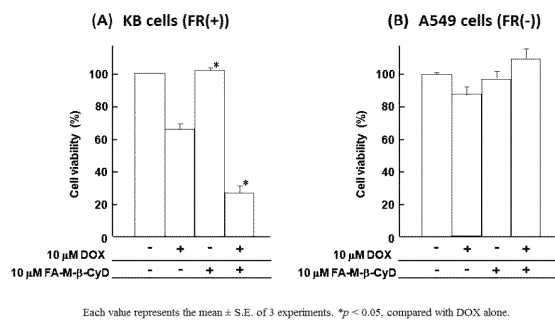 (A) KB cells (FR(+))
Cell viability (%)
100
80
60
40
20
0
*
*
10 μM DOX - + - +
10 μM FA-M-β-CyD - - + +
(B) A549 cells (FR(-))
Cell viability (%)
100
80
60
40
20
0
10 μM DOX - + - +
10 μM FA-M-β-CyD - - + +
Each value represents the mean ± S.E. of 3 experiments. *p < 0.05, compared with DOX alone.